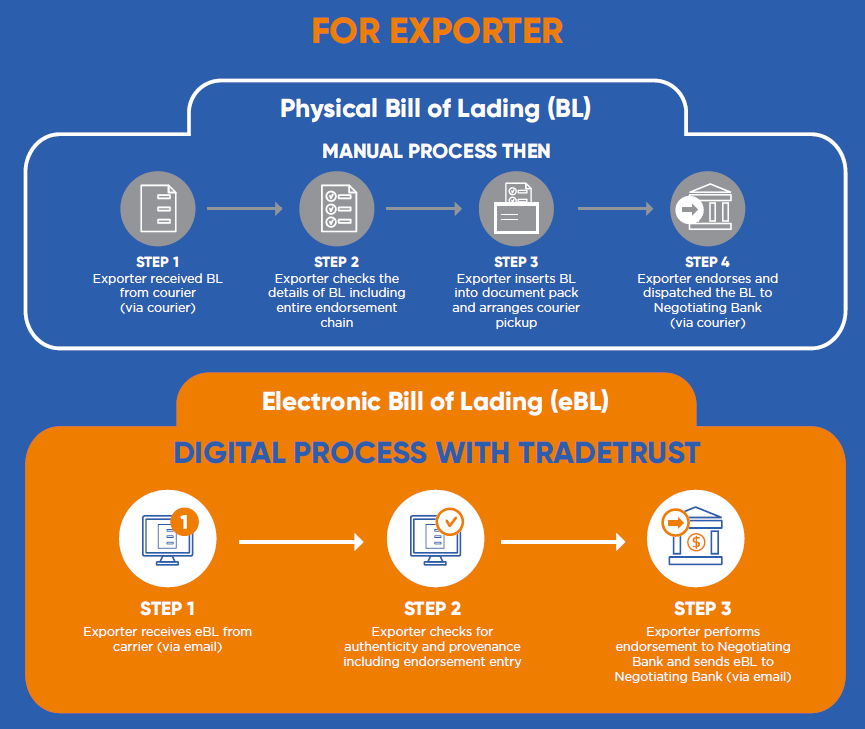 FOR EXPORTER
Physical Bill of Lading (BL)
MANUAL PROCESS THEN
STEP 1
Exporter received BL
from courier
(via courier)
STEP 2
Exporter checks the
details of BL including
entire endorsement
chain
STEP 3
Exporter inserts BL
into document pack
and arranges courier
pickup
STEP 4
Exporter endorses and
dispatched the BL to
Negotiating Bank
(via courier)
Electronic Bill of Lading (eBL)
DIGITAL PROCESS WITH TRADETRUST
1
$
STEP 1
Exporter receives eBL from
carrier (via email)
STEP 2
Exporter checks for
authenticity and provenance
including endorsement entry
STEP 3
Exporter performs
endorsement to Negotiating
Bank and sends eBL to
Negotiating Bank (via email)